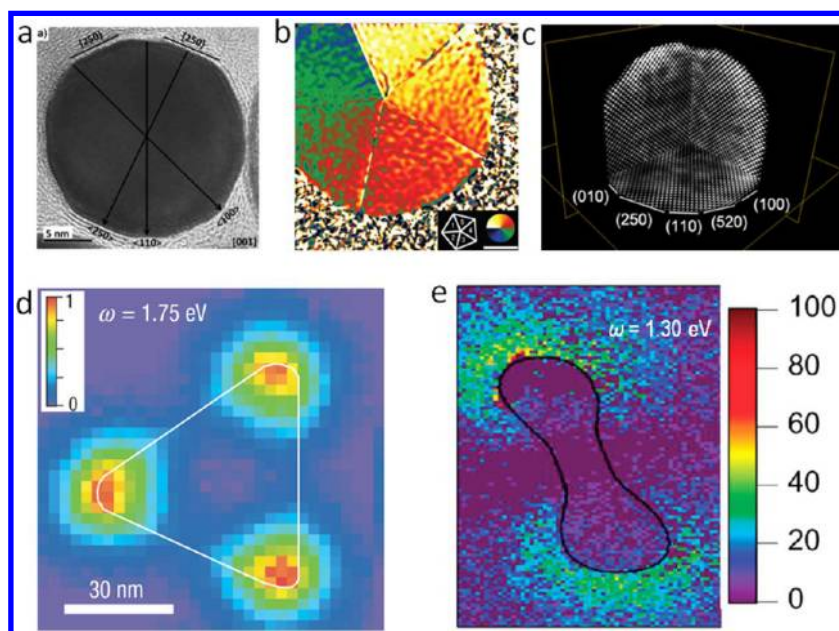 a
a)
{250}
{250}
5 nm
<250>
<110>
<100>
[001]
b
c
(010)
(250)
(110)
(520)
(100)
d
1
0
ω = 1.75 eV
30 nm
e
ω = 1.30 eV
100
80
60
40
20
0